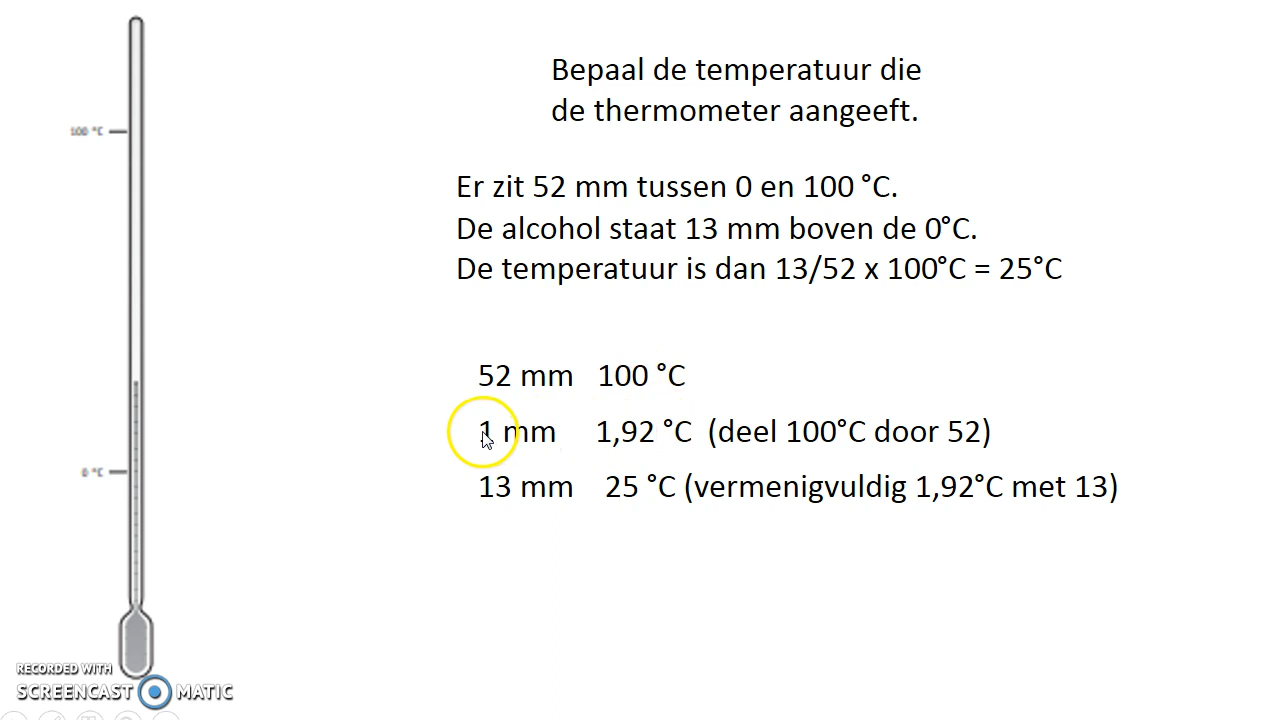 Bepaal de temperatuur die
de thermometer aangeeft.
100 °C
Er zit 52 mm tussen 0 en 100 °C.
De alcohol staat 13 mm boven de 0°C.
De temperatuur is dan 13/52 x 100°C = 25°C
52 mm 100 °C
1 mm 1,92 °C (deel 100°C door 52)
0 °C
13 mm 25 °C (vermenigvuldig 1,92°C met 13)
RECORDED WITH
SCREENCAST MATIC